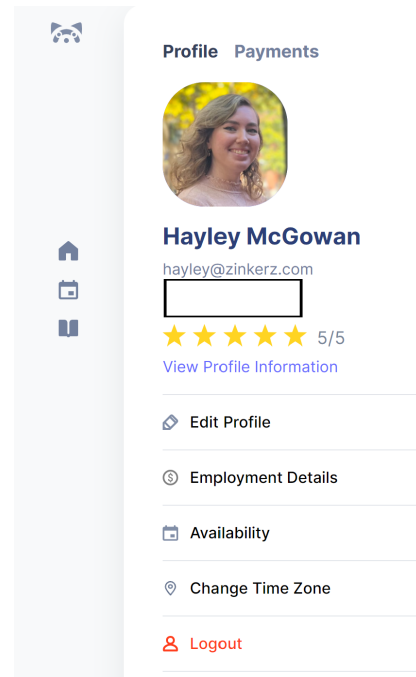 Profile Payments
Hayley McGowan
hayley@zinkerz.com
5/5
View Profile Information
Edit Profile
Employment Details
Availability
Change Time Zone
Logout